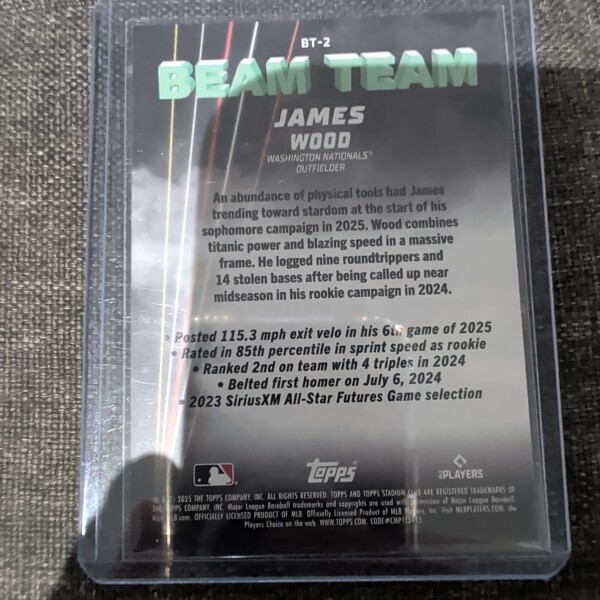 BT-2
BEAM TEAM
JAMES
WOOD
WASHINGTON NATIONALS®
OUTFIELDER
An abundance of physical tools had James
trending toward stardom at the start of his
sophomore campaign in 2025. Wood combines
titanic power and blazing speed in a massive
frame. He logged nine roundtrippers and
14 stolen bases after being called up near
midseason in his rookie campaign in 2024.
• Posted 115.3 mph exit velo in his 6th game of 2025
• Rated in 85th percentile in sprint speed as rookie
• Ranked 2nd on team with 4 triples in 2024
• Belted first homer on July 6, 2024
• 2023 SiriusXM All-Star Futures Game selection
Topps
PLAYERS
2025 THE TOPPS COMPANY, INC. ALL RIGHTS RESERVED. TOPPS AND TOPPS STADIUM CLUB ARE REGISTERED TRADEMARKS OF
THE TOPPS COMPANY, INC. Major League Baseball trademarks and copyrights are used with permission of Major League Baseball.
Visit MLB.com. OFFICIALLY LICENSED PRODUCT OF MLB Players, Inc. Visit MLBPLAYERS.COM, the
Players Choice on the web. WWW.TOPPS.COM.